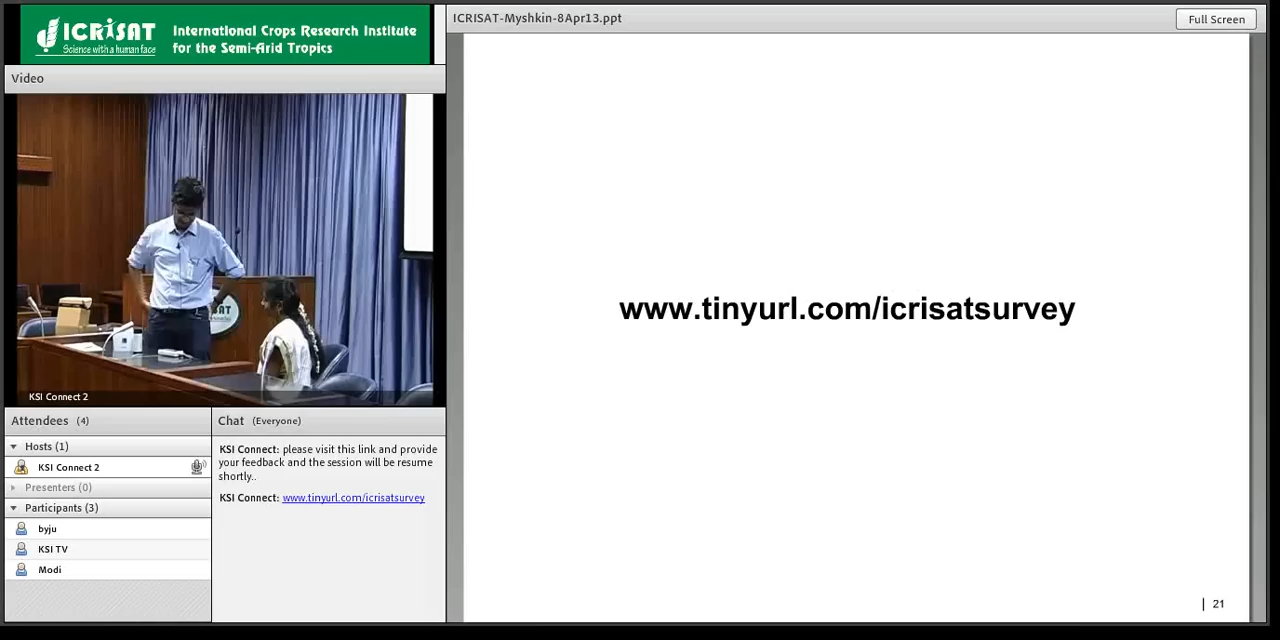 ICRISAT
Science with a human face
International Crops Research Institute
for the Semi-Arid Tropics
Video
KSI Connect 2
Attendees (4)
Hosts (1)
KSI Connect 2
Presenters (0)
Participants (3)
byju
KSI TV
Modi
Chat (Everyone)
KSI Connect: please visit this link and provide
your feedback and the session will be resume
shortly..
KSI Connect: www.tinyurl.com/icrisatsurvey
ICRISAT-Myshkin-8Apr13.ppt
Full Screen
www.tinyurl.com/icrisatsurvey
| 21